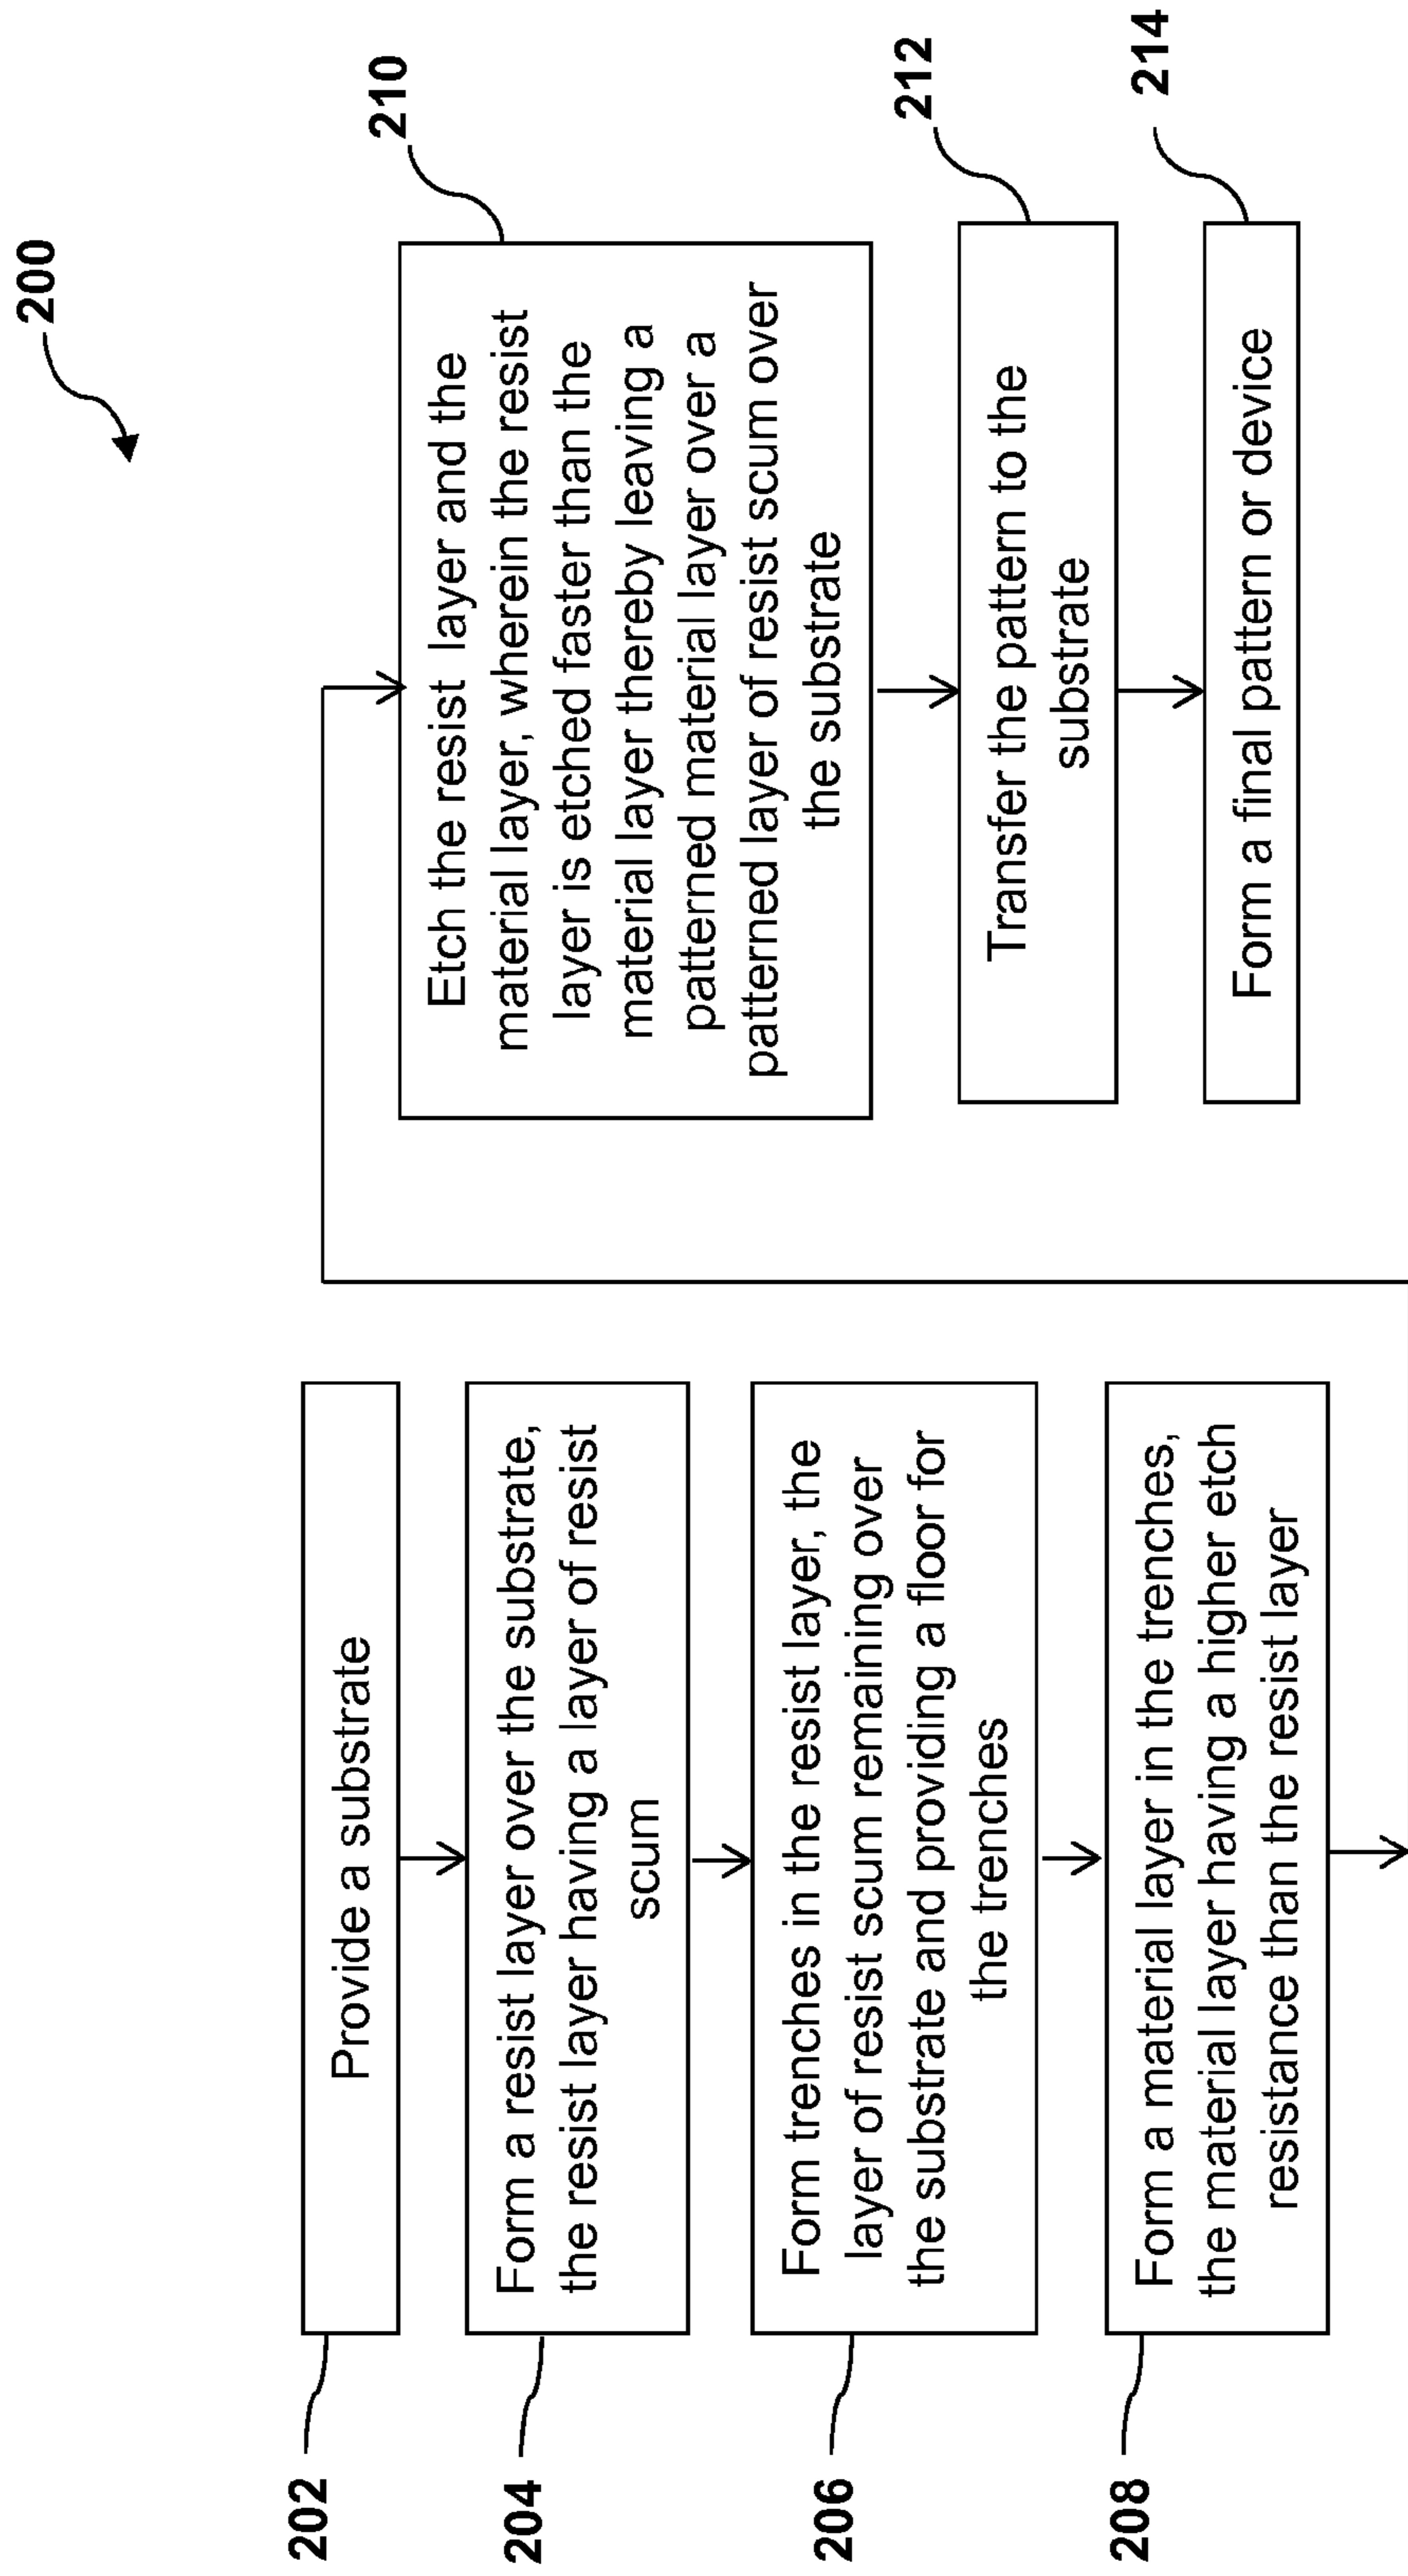 200
202
Provide a substrate
204
Form a resist layer over the substrate,
the resist layer having a layer of resist
scum
206
Form trenches in the resist layer, the
layer of resist scum remaining over
the substrate and providing a floor for
the trenches
208
Form a material layer in the trenches,
the material layer having a higher etch
resistance than the resist layer
210
Etch the resist layer and the
material layer, wherein the resist
layer is etched faster than the
material layer thereby leaving a
patterned material layer over a
patterned layer of resist scum over
the substrate
212
Transfer the pattern to the
substrate
214
Form a final pattern or device